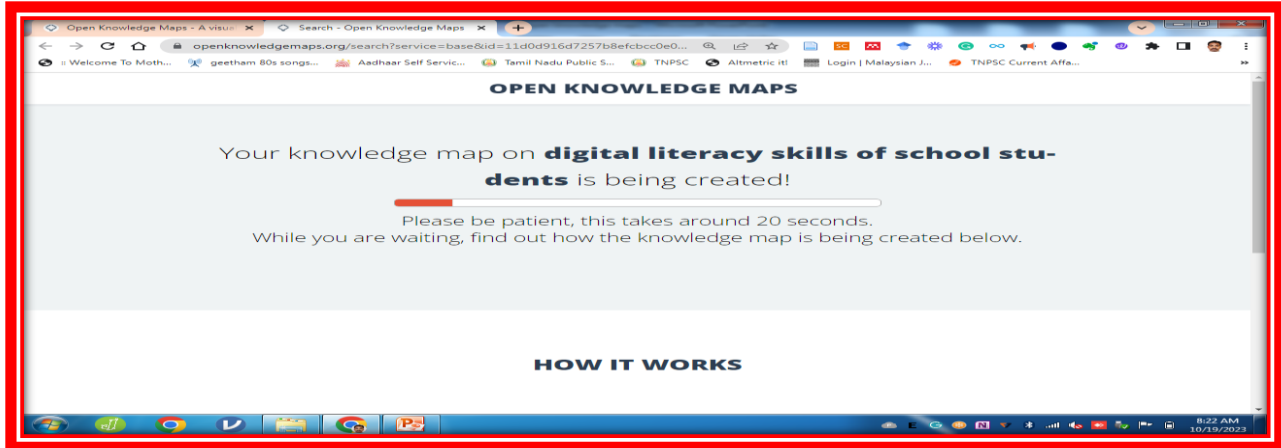 Open Knowledge Maps - A visua
Search - Open Knowledge Maps
openknowledgemaps.org/search?service=base&id=11d0d916d7257b8efcbcc0e0...
:: Welcome To Moth... geetham 80s songs... Aadhaar Self Servic... Tamil Nadu Public S... TNPSC Altmetric it! Login | Malaysian J... TNPSC Current Affa...
OPEN KNOWLEDGE MAPS
Your knowledge map on digital literacy skills of school stu-
dents is being created!
Please be patient, this takes around 20 seconds.
While you are waiting, find out how the knowledge map is being created below.
HOW IT WORKS
8:22 AM
10/19/2023